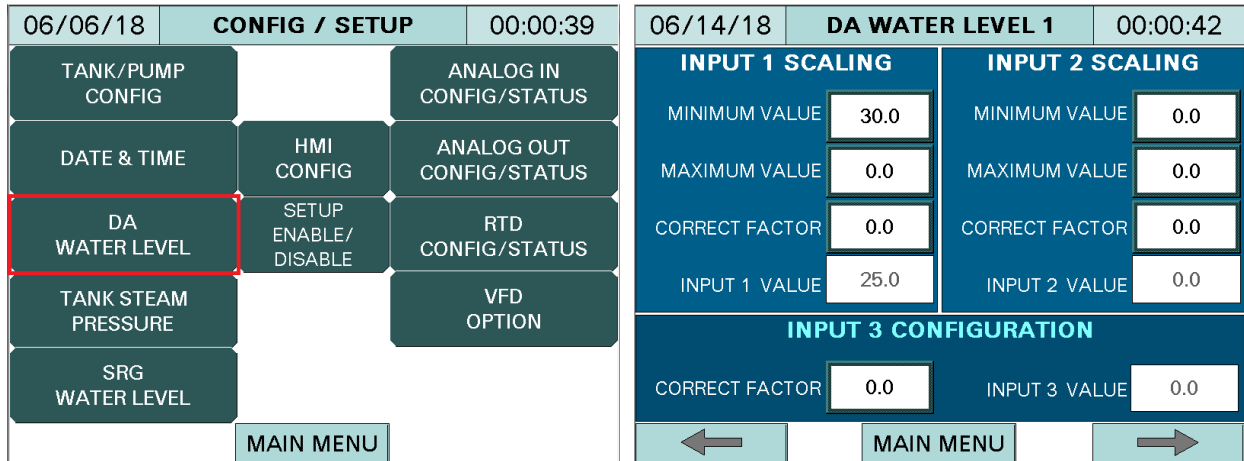 06/06/18 CONFIG / SETUP 00:00:39
TANK/PUMP
CONFIG
ANALOG IN
CONFIG/STATUS
DATE & TIME
HMI
CONFIG
ANALOG OUT
CONFIG/STATUS
DA
WATER LEVEL
SETUP
ENABLE/
DISABLE
RTD
CONFIG/STATUS
TANK STEAM
PRESSURE
VFD
OPTION
SRG
WATER LEVEL
MAIN MENU
06/14/18 DA WATER LEVEL 1 00:00:42
INPUT 1 SCALING
MINIMUM VALUE 30.0
MAXIMUM VALUE 0.0
CORRECT FACTOR 0.0
INPUT 1 VALUE 25.0
INPUT 2 SCALING
MINIMUM VALUE 0.0
MAXIMUM VALUE 0.0
CORRECT FACTOR 0.0
INPUT 2 VALUE 0.0
INPUT 3 CONFIGURATION
CORRECT FACTOR 0.0 INPUT 3 VALUE 0.0
MAIN MENU